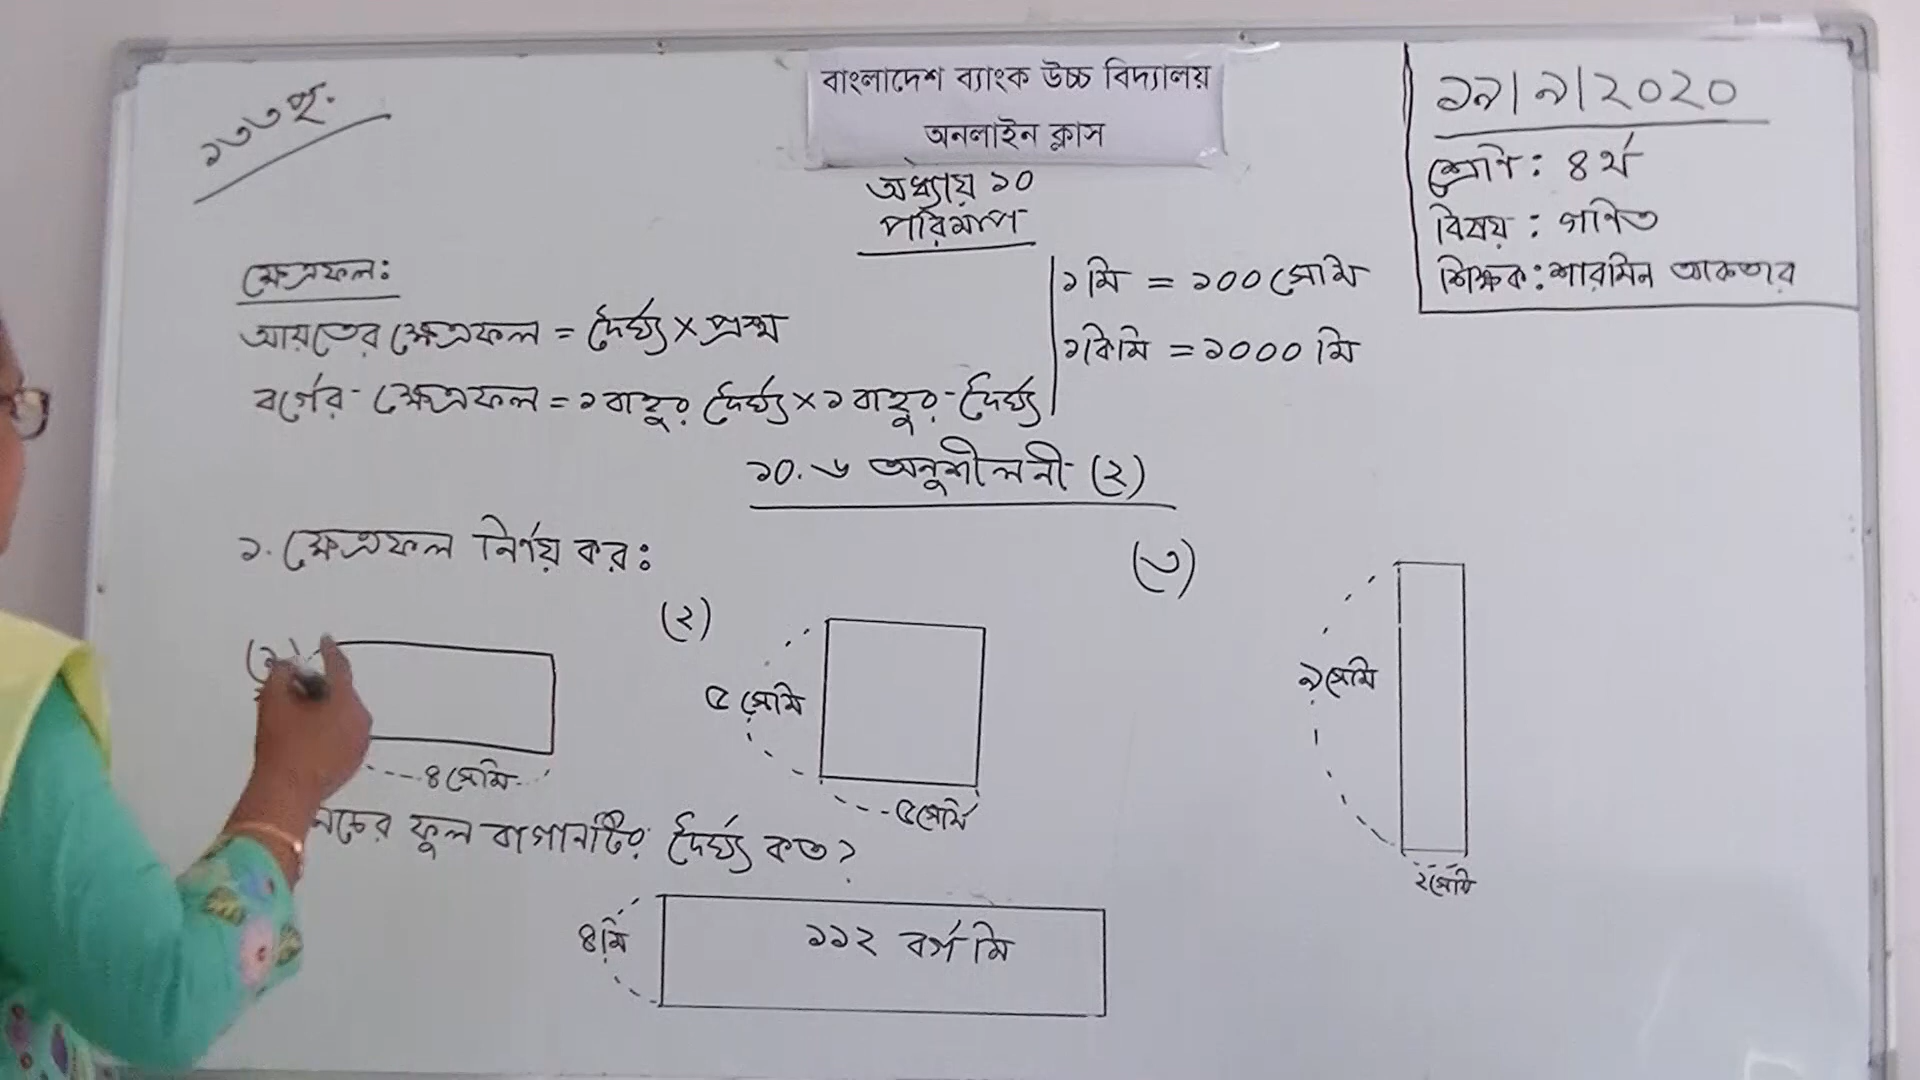 ১৩৩ পৃ.
বাংলাদেশ ব্যাংক উচ্চ বিদ্যালয়
অনলাইন ক্লাস
অধ্যায় ১০
পরিমাপ
১৯/৯/২০২০
শ্রেণি: ৪র্থ
বিষয়: গণিত
শিক্ষক: শারমিন আকতার
ক্ষেত্রফল:
আয়তের ক্ষেত্রফল = দৈর্ঘ্য × প্রস্থ
বর্গের ক্ষেত্রফল = ১ বাহুর দৈর্ঘ্য × ১ বাহুর দৈর্ঘ্য
১ মি = ১০০ সেমি
১ কিমি = ১০০০ মি
১০.৬ অনুশীলনী (২)
১. ক্ষেত্রফল নির্ণয় কর:
(২)
(৩)
৪ সেমি
৫ সেমি
৫ সেমি
৯ সেমি
২ সেমি
ফুল বাগানটির দৈর্ঘ্য কত?
৪ মি
১১২ বর্গ মি